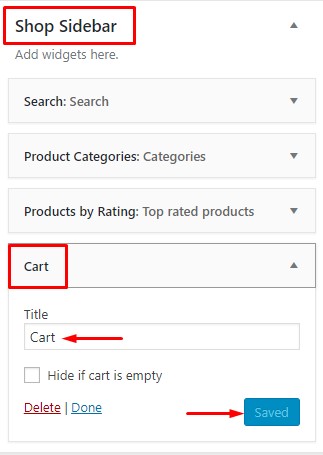 Shop Sidebar
Add widgets here.
Search: Search
Product Categories: Categories
Products by Rating: Top rated products
Cart
Title
Cart
Hide if cart is empty
Delete | Done
Saved